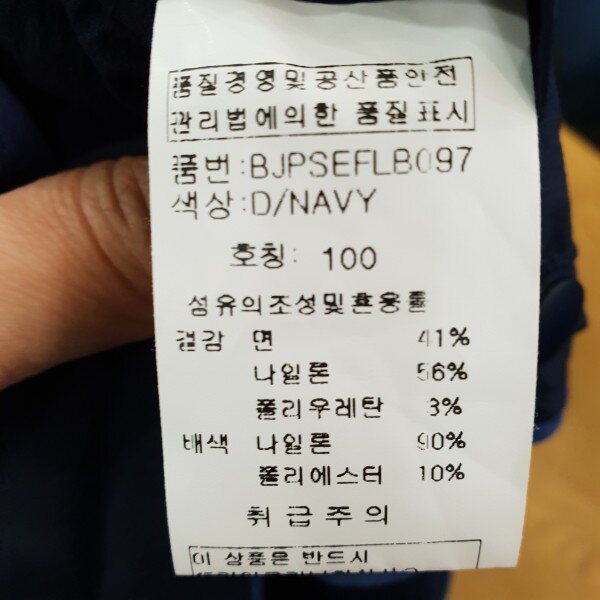 품질경영및공산품안전
관리법에의한 품질표시
품번:BJPSEFLB097
색상:D/NAVY
호칭: 100
섬유의조성및혼용률
겉감 면 41%
나일론 56%
폴리우레탄 3%
배색 나일론 90%
폴리에스터 10%
취급주의
이 상품은 반드시